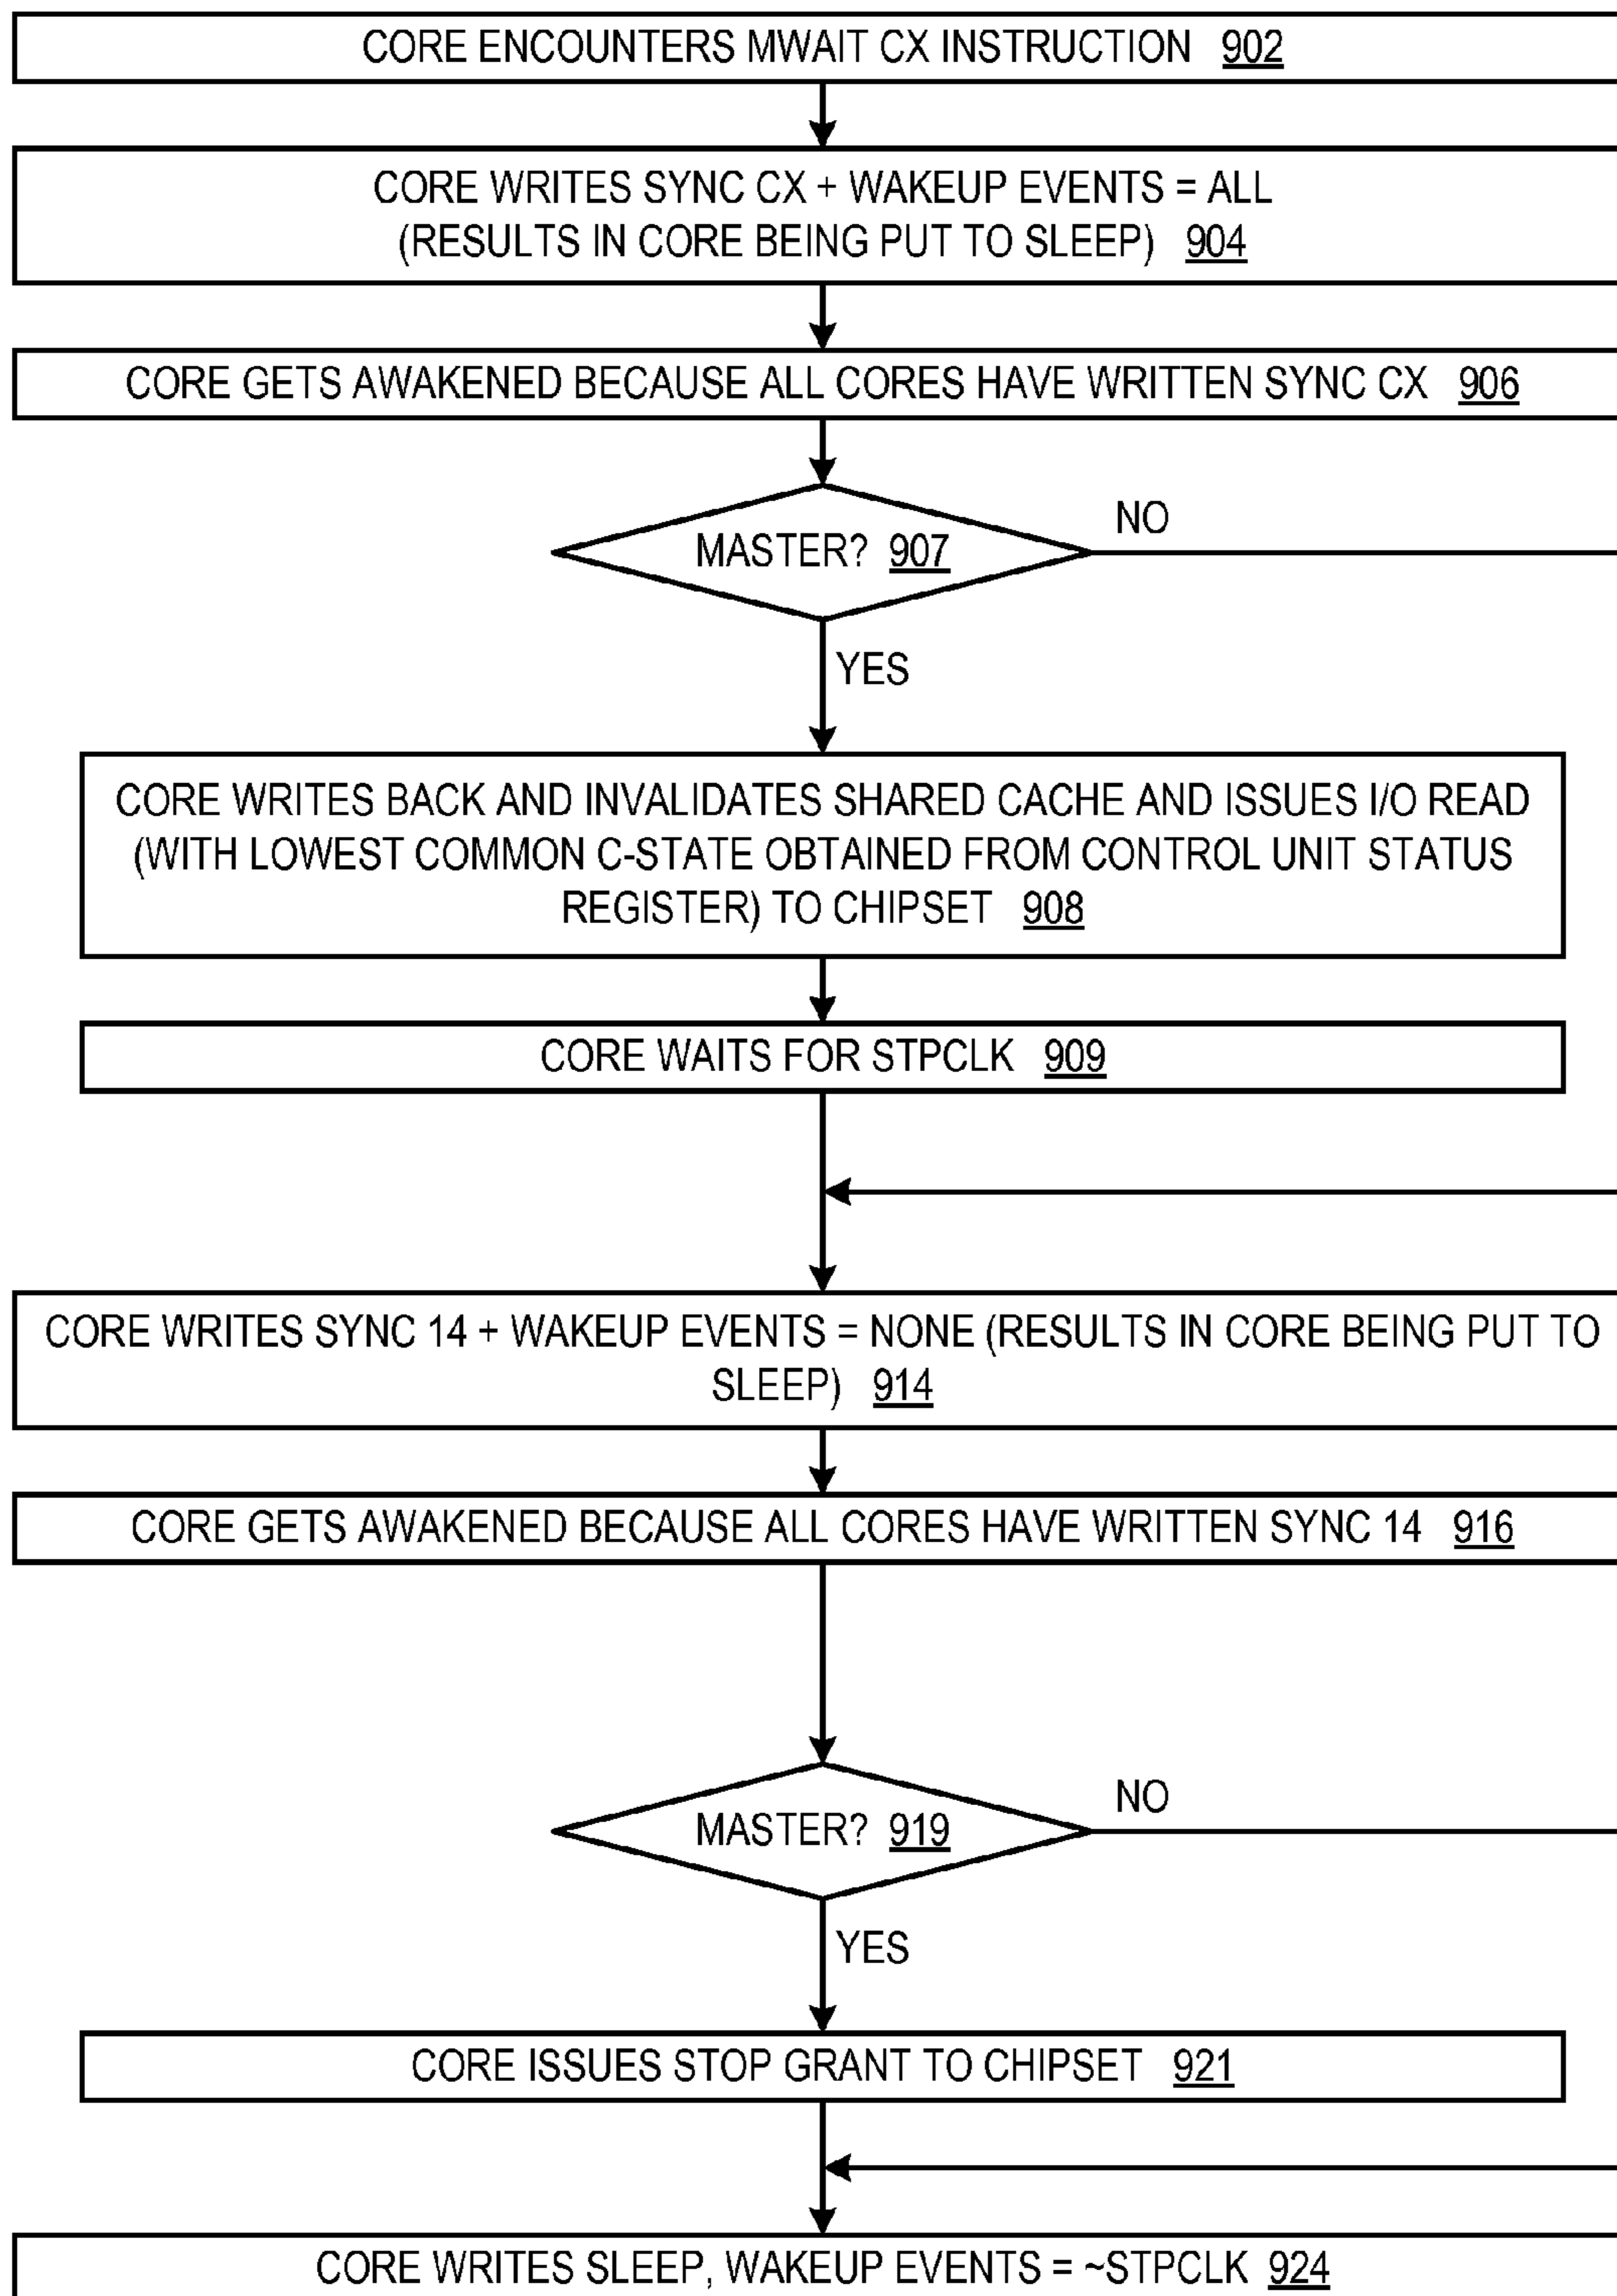 CORE ENCOUNTERS MWAIT CX INSTRUCTION 902
CORE WRITES SYNC CX + WAKEUP EVENTS = ALL
(RESULTS IN CORE BEING PUT TO SLEEP) 904
CORE GETS AWAKENED BECAUSE ALL CORES HAVE WRITTEN SYNC CX 906
NO
MASTER? 907
YES
CORE WRITES BACK AND INVALIDATES SHARED CACHE AND ISSUES I/O READ
(WITH LOWEST COMMON C-STATE OBTAINED FROM CONTROL UNIT STATUS
REGISTER) TO CHIPSET 908
CORE WAITS FOR STPCLK 909
CORE WRITES SYNC 14 + WAKEUP EVENTS = NONE (RESULTS IN CORE BEING PUT TO
SLEEP) 914
CORE GETS AWAKENED BECAUSE ALL CORES HAVE WRITTEN SYNC 14 916
NO
MASTER? 919
YES
CORE ISSUES STOP GRANT TO CHIPSET 921
CORE WRITES SLEEP, WAKEUP EVENTS = ~STPCLK 924